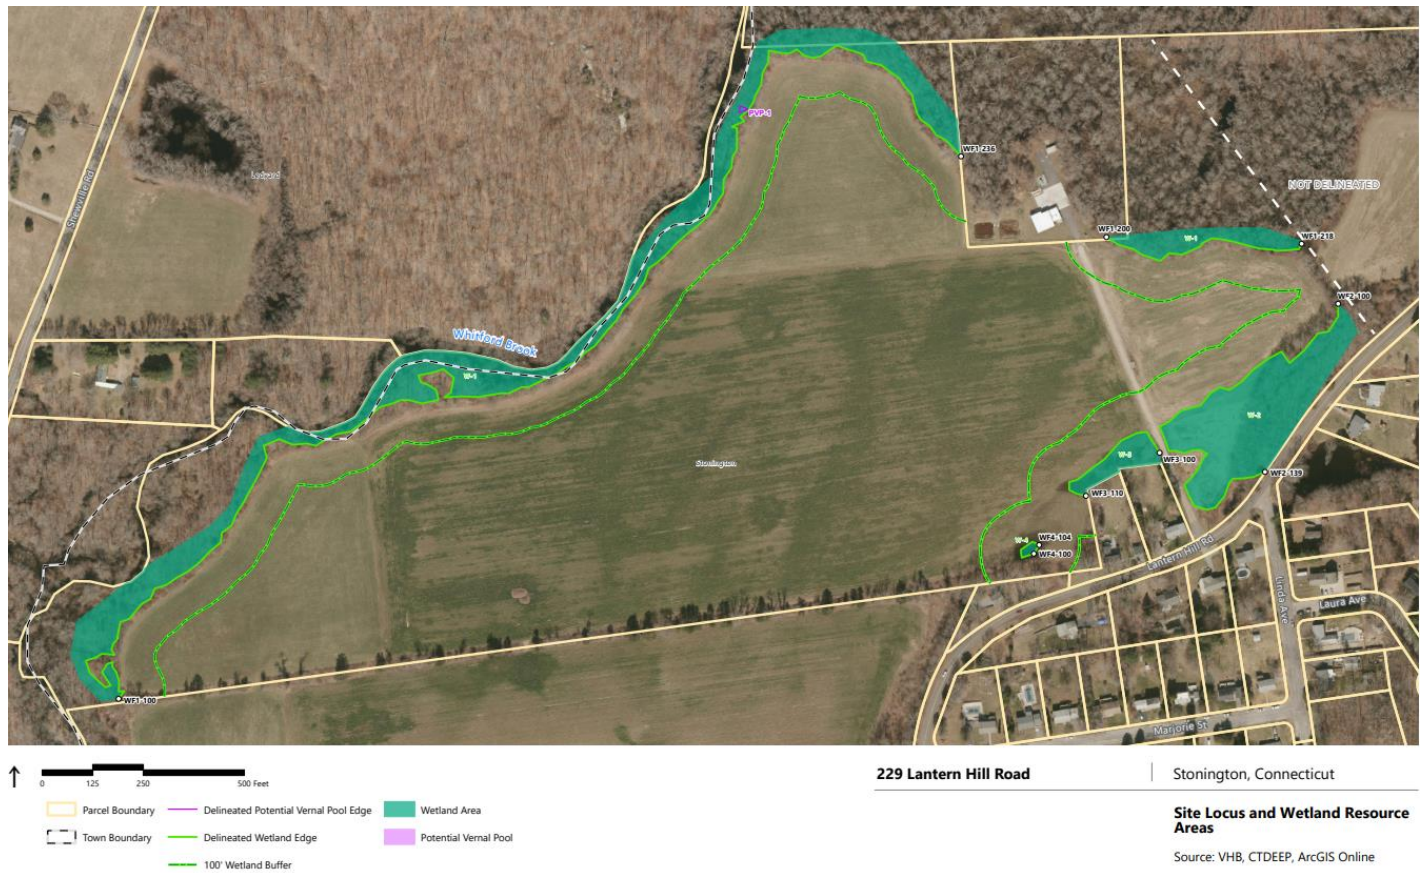 PVP-1
WF1-236
Shewville Rd
Ledyard
NOT DELINEATED
WF1-200
W-1
WF1-218
WF2-100
Whitford Brook
W-1
W-2
W-3
WF3-100
Stonington
WF2-139
WF3-110
WF4-104
W-4
WF4-100
Lantern Hill Rd
Linda Ave
Laura Ave
WF1-100
Marjorie St
0 125 250 500 Feet
229 Lantern Hill Road
Stonington, Connecticut
Parcel Boundary
Delineated Potential Vernal Pool Edge
Wetland Area
Town Boundary
Delineated Wetland Edge
Potential Vernal Pool
100' Wetland Buffer
Site Locus and Wetland Resource
Areas
Source: VHB, CTDEEP, ArcGIS Online